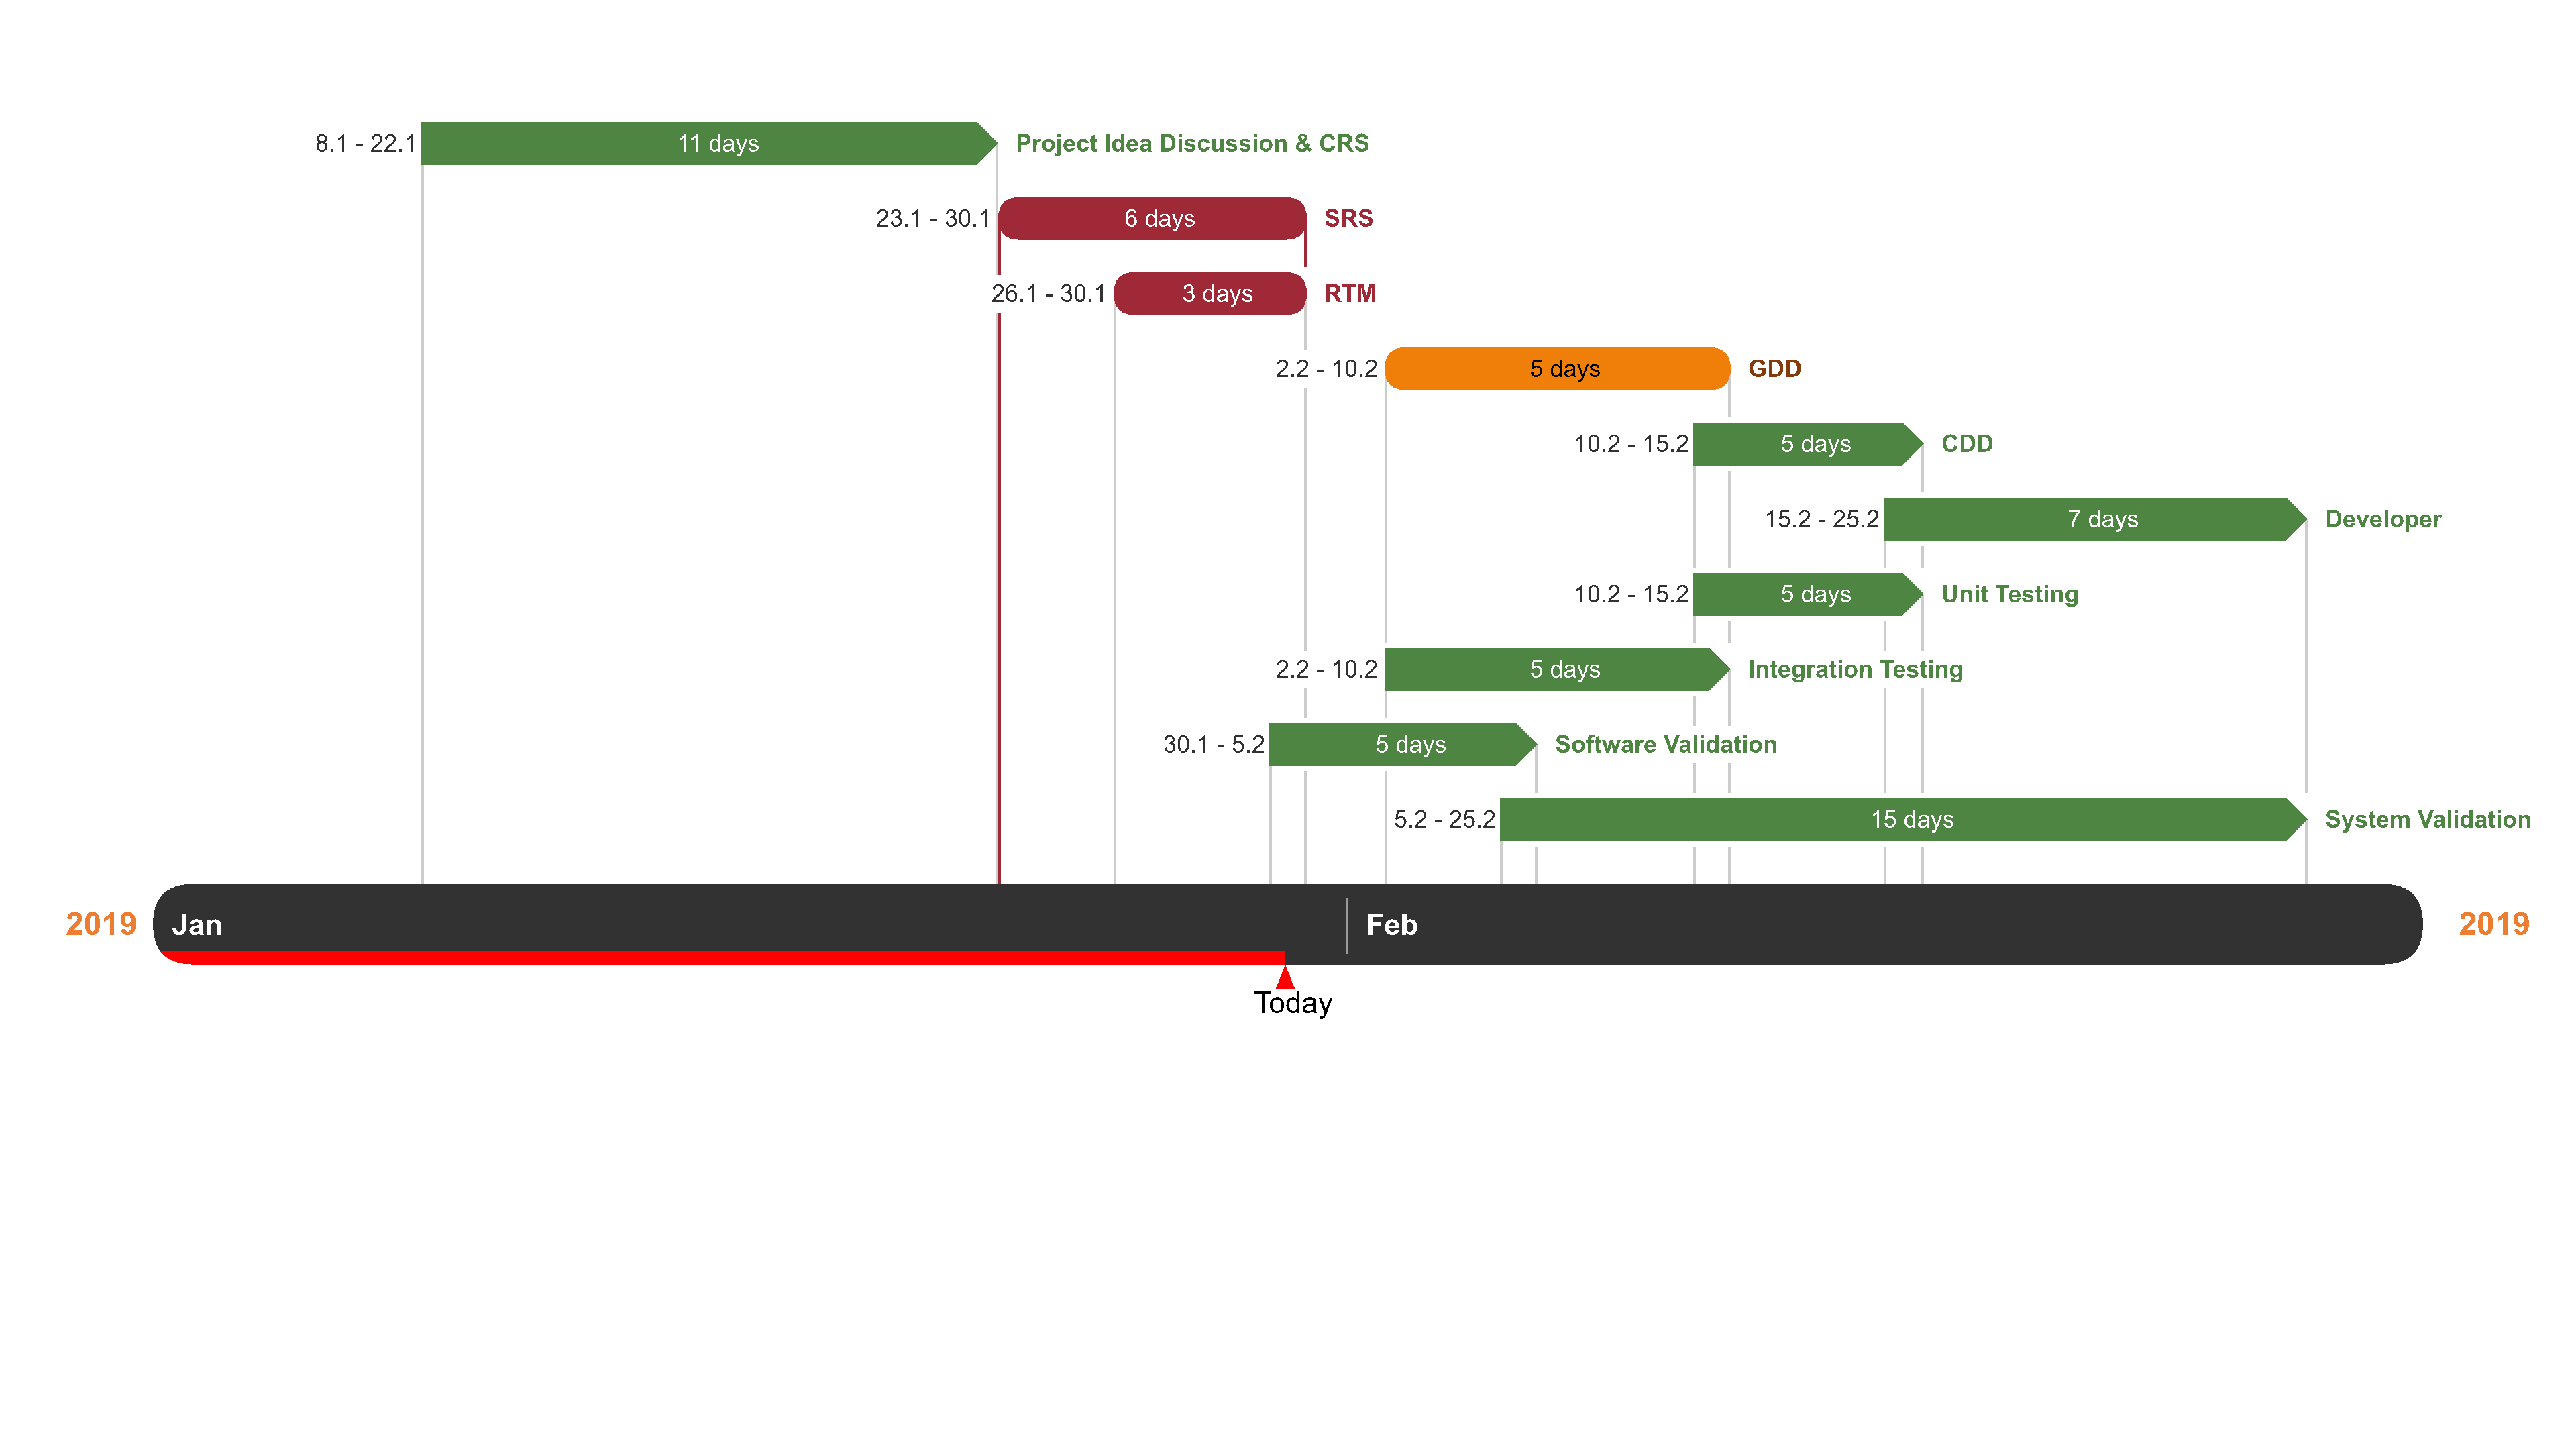 8.1 - 22.1 11 days Project Idea Discussion & CRS
23.1 - 30.1 6 days SRS
26.1 - 30.1 3 days RTM
2.2 - 10.2 5 days GDD
10.2 - 15.2 5 days CDD
15.2 - 25.2 7 days Developer
10.2 - 15.2 5 days Unit Testing
2.2 - 10.2 5 days Integration Testing
30.1 - 5.2 5 days Software Validation
5.2 - 25.2 15 days System Validation
2019 Jan Feb 2019
Today